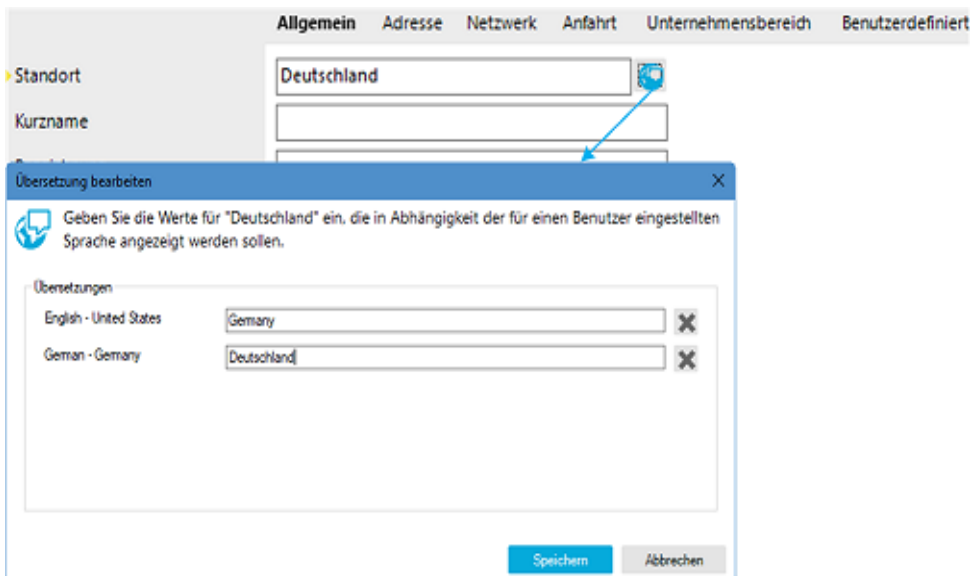 Allgemein Adresse Netzwerk Anfahrt Unternehmensbereich Benutzerdefiniert
Standort Deutschland
Kurzname
Übersetzung bearbeiten
Geben Sie die Werte für "Deutschland" ein, die in Abhängigkeit der für einen Benutzer eingestellten
Sprache angezeigt werden sollen.
Übersetzungen
English - United States Germany
German - Germany Deutschland
Speichern Abbrechen